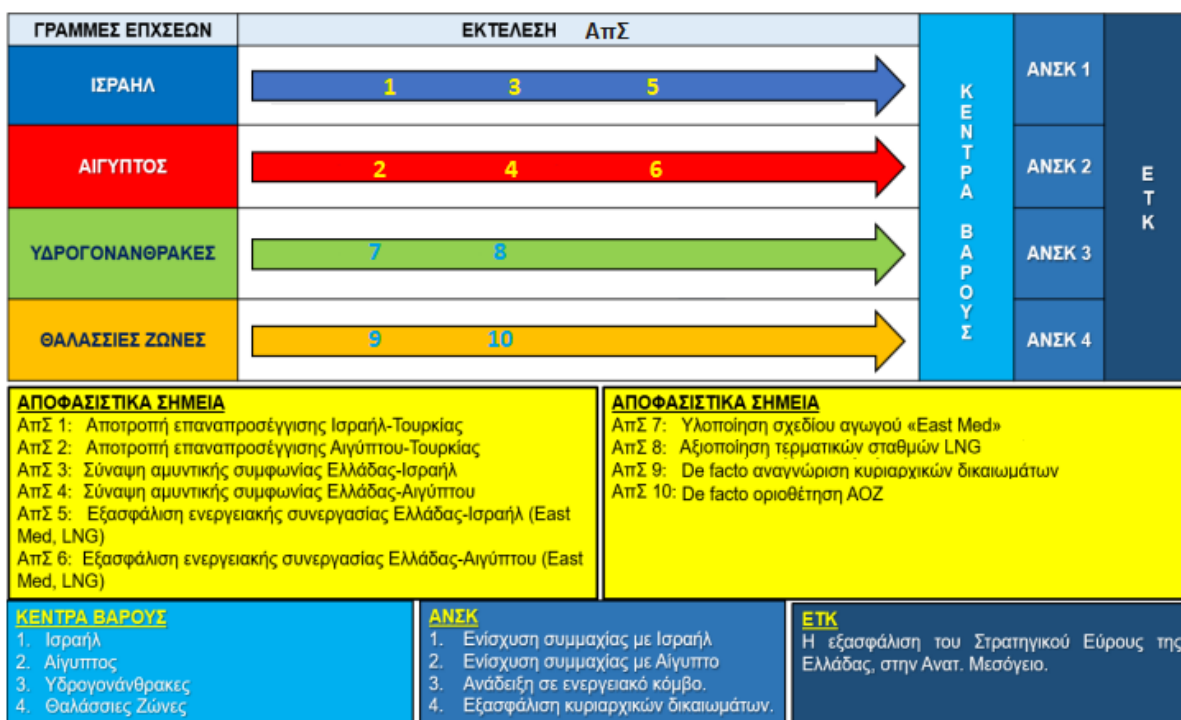 ΓΡΑΜΜΕΣ ΕΠΧΣΕΩΝ
ΕΚΤΕΛΕΣΗ ΑπΣ
ΙΣΡΑΗΛ
1 3 5
ΑΙΓΥΠΤΟΣ
2 4 6
ΥΔΡΟΓΟΝΑΝΘΡΑΚΕΣ
7 8
ΘΑΛΑΣΣΙΕΣ ΖΩΝΕΣ
9 10
ΚΕΝΤΡΑ ΒΑΡΟΥΣ
ΑΝΣΚ 1
ΑΝΣΚ 2
ΑΝΣΚ 3
ΑΝΣΚ 4
ΕΤΚ
ΑΠΟΦΑΣΙΣΤΙΚΑ ΣΗΜΕΙΑ
ΑπΣ 1: Αποτροπή επαναπροσέγγισης Ισραήλ-Τουρκίας
ΑπΣ 2: Αποτροπή επαναπροσέγγισης Αιγύπτου-Τουρκίας
ΑπΣ 3: Σύναψη αμυντικής συμφωνίας Ελλάδας-Ισραήλ
ΑπΣ 4: Σύναψη αμυντικής συμφωνίας Ελλάδας-Αιγύπτου
ΑπΣ 5: Εξασφάλιση ενεργειακής συνεργασίας Ελλάδας-Ισραήλ (East
Med, LNG)
ΑπΣ 6: Εξασφάλιση ενεργειακής συνεργασίας Ελλάδας-Αιγύπτου (East
Med, LNG)
ΑΠΟΦΑΣΙΣΤΙΚΑ ΣΗΜΕΙΑ
ΑπΣ 7: Υλοποίηση σχεδίου αγωγού «East Med»
ΑπΣ 8: Αξιοποίηση τερματικών σταθμών LNG
ΑπΣ 9: De facto αναγνώριση κυριαρχικών δικαιωμάτων
ΑπΣ 10: De facto οριοθέτηση ΑΟΖ
ΚΕΝΤΡΑ ΒΑΡΟΥΣ
1. Ισραήλ
2. Αίγυπτος
3. Υδρογονάνθρακες
4. Θαλάσσιες Ζώνες
ΑΝΣΚ
1. Ενίσχυση συμμαχίας με Ισραήλ
2. Ενίσχυση συμμαχίας με Αίγυπτο
3. Ανάδειξη σε ενεργειακό κόμβο.
4. Εξασφάλιση κυριαρχικών δικαιωμάτων.
ΕΤΚ
Η εξασφάλιση του Στρατηγικού Εύρους της
Ελλάδας, στην Ανατ. Μεσόγειο.